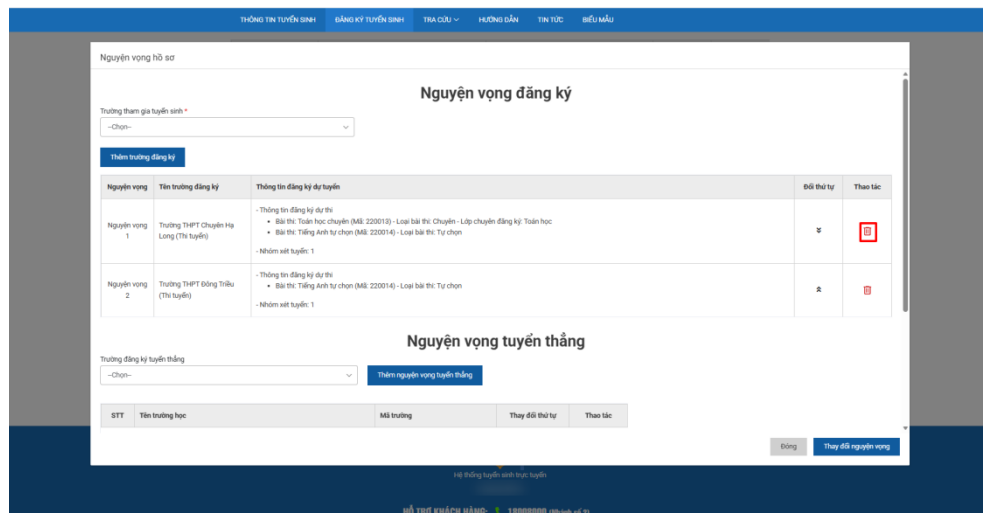 THÔNG TIN TUYỂN SINH ĐĂNG KÝ TUYỂN SINH TRA CỨU HƯỚNG DẪN TIN TỨC BIỂU MẪU
Nguyện vọng hồ sơ
Nguyện vọng đăng ký
Trường tham gia tuyển sinh *
--Chọn--
Thêm trường đăng ký
Nguyện vọng Tên trường đăng ký Thông tin đăng ký dự tuyển Đổi thứ tự Thao tác
- Thông tin đăng ký dự thi
Nguyện vọng 1 Trường THPT Chuyên Hạ Long (Thi tuyển) • Bài thi: Toán học chuyên (Mã: 220013) - Loại bài thi: Chuyên - Lớp chuyên đăng ký: Toán học
• Bài thi: Tiếng Anh tự chọn (Mã: 220014) - Loại bài thi: Tự chọn
- Nhóm xét tuyển: 1
- Thông tin đăng ký dự thi
Nguyện vọng 2 Trường THPT Đông Triều (Thi tuyển) • Bài thi: Tiếng Anh tự chọn (Mã: 220014) - Loại bài thi: Tự chọn
- Nhóm xét tuyển: 1
Nguyện vọng tuyển thẳng
Trường đăng ký tuyển thẳng
--Chọn--
Thêm nguyện vọng tuyển thẳng
STT Tên trường học Mã trường Thay đổi thứ tự Thao tác
Đóng Thay đổi nguyện vọng
Hệ thống tuyển sinh trực tuyến
HỖ TRỢ KHÁCH HÀNG: 18008000 (Nhánh số 2)